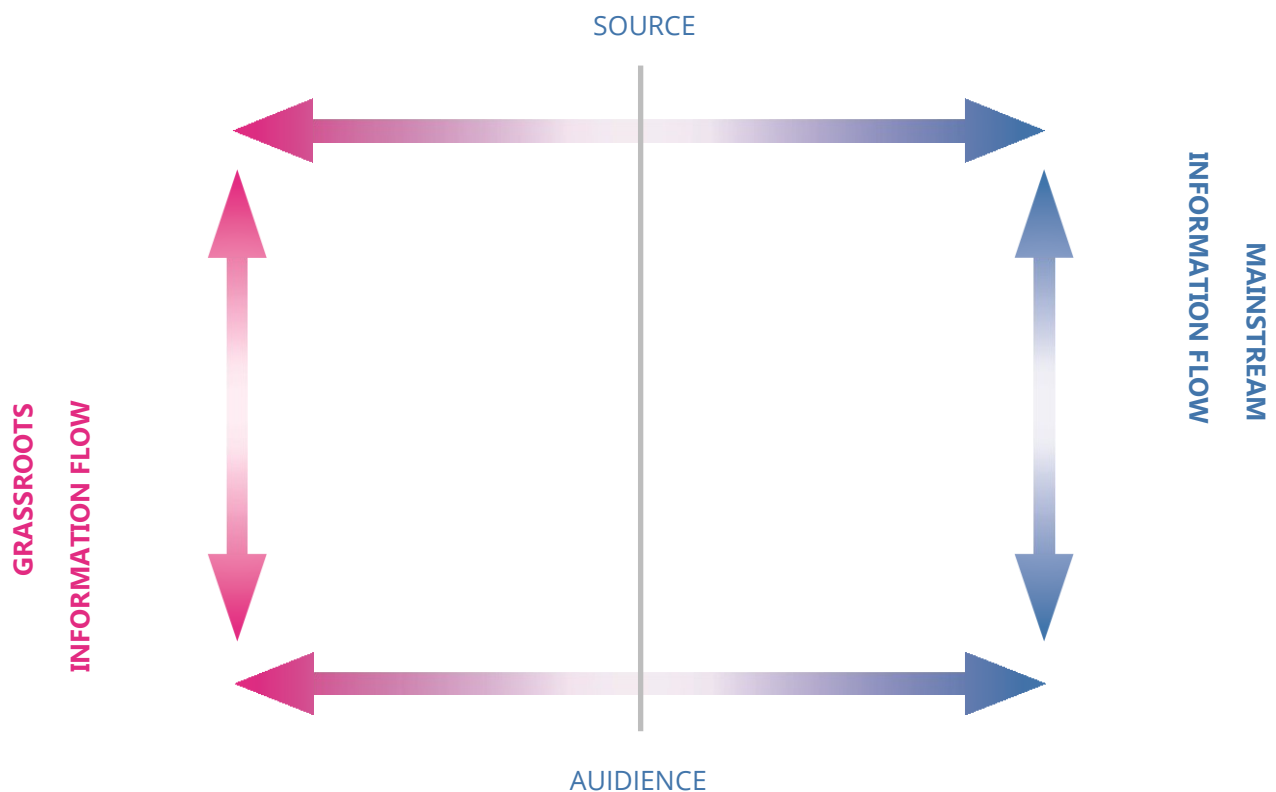 SOURCE
GRASSROOTS
INFORMATION FLOW
MAINSTREAM
INFORMATION FLOW
AUIDIENCE